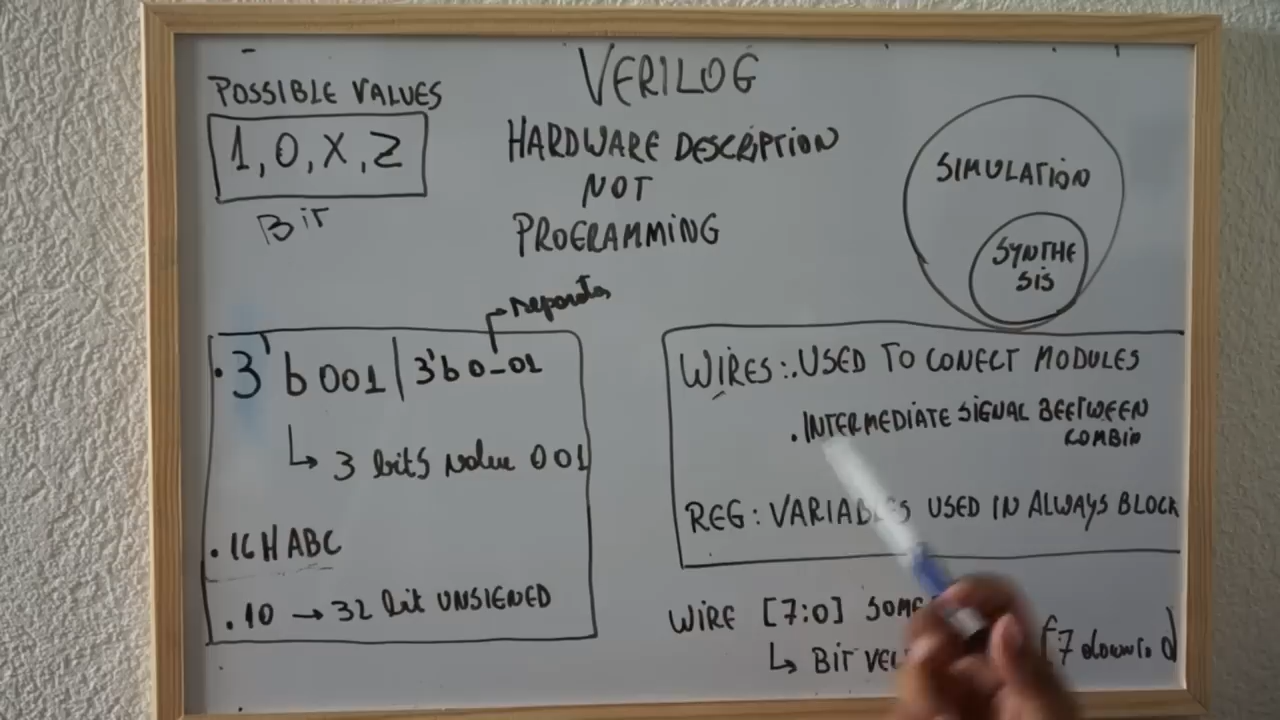 VERILOG
POSSIBLE VALUES
1, 0, X, Z
BIT
HARDWARE DESCRIPTION
NOT
PROGRAMMING
SIMULATION
SYNTHE
SIS
.3'b001 | 3'b0_01
↳ 3 bits value 001
.16HABC
.10 → 32 bit UNSIGNED
WIRES:. USED TO CONECT MODULES
. INTERMEDIATE SIGNAL BEETWEEN
COMBIN
REG: VARIABLES USED IN ALWAYS BLOCK
WIRE [7:0] SOME
↳ BIT VE